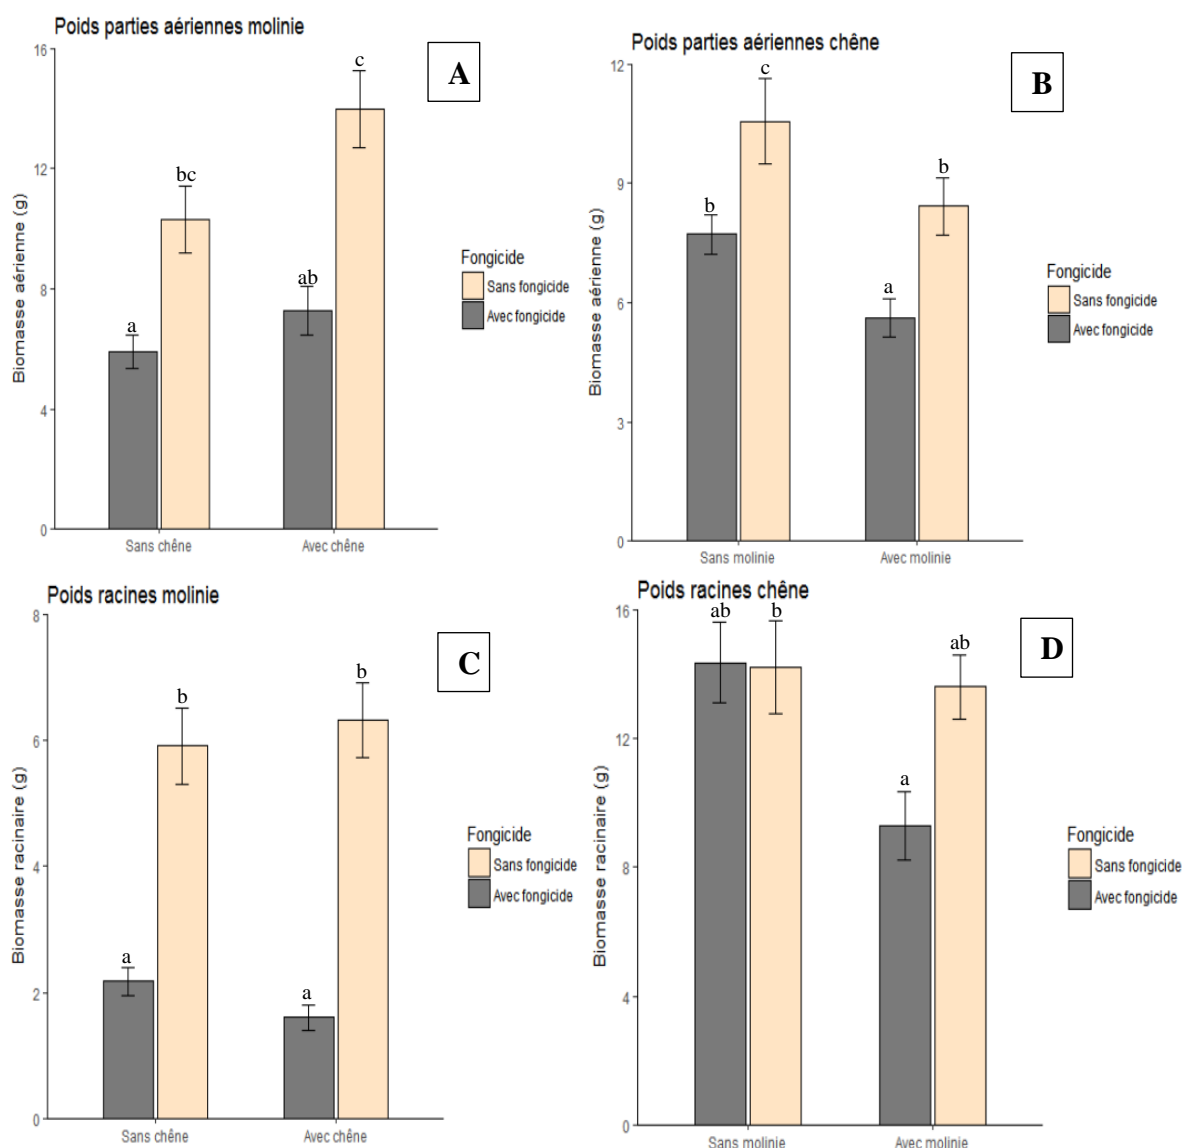 Poids parties aériennes molinie
A
Biomasse aérienne (g)
16
12
8
4
0
a
bc
ab
c
Sans chêne
Avec chêne
Fongicide
Sans fongicide
Avec fongicide
Poids parties aériennes chêne
B
Biomasse aérienne (g)
12
9
6
3
0
b
c
a
b
Sans molinie
Avec molinie
Fongicide
Sans fongicide
Avec fongicide
Poids racines molinie
C
Biomasse racinaire (g)
8
6
4
2
0
a
b
a
b
Sans chêne
Avec chêne
Fongicide
Sans fongicide
Avec fongicide
Poids racines chêne
D
Biomasse racinaire (g)
16
12
8
4
0
ab
b
a
ab
Sans molinie
Avec molinie
Fongicide
Sans fongicide
Avec fongicide